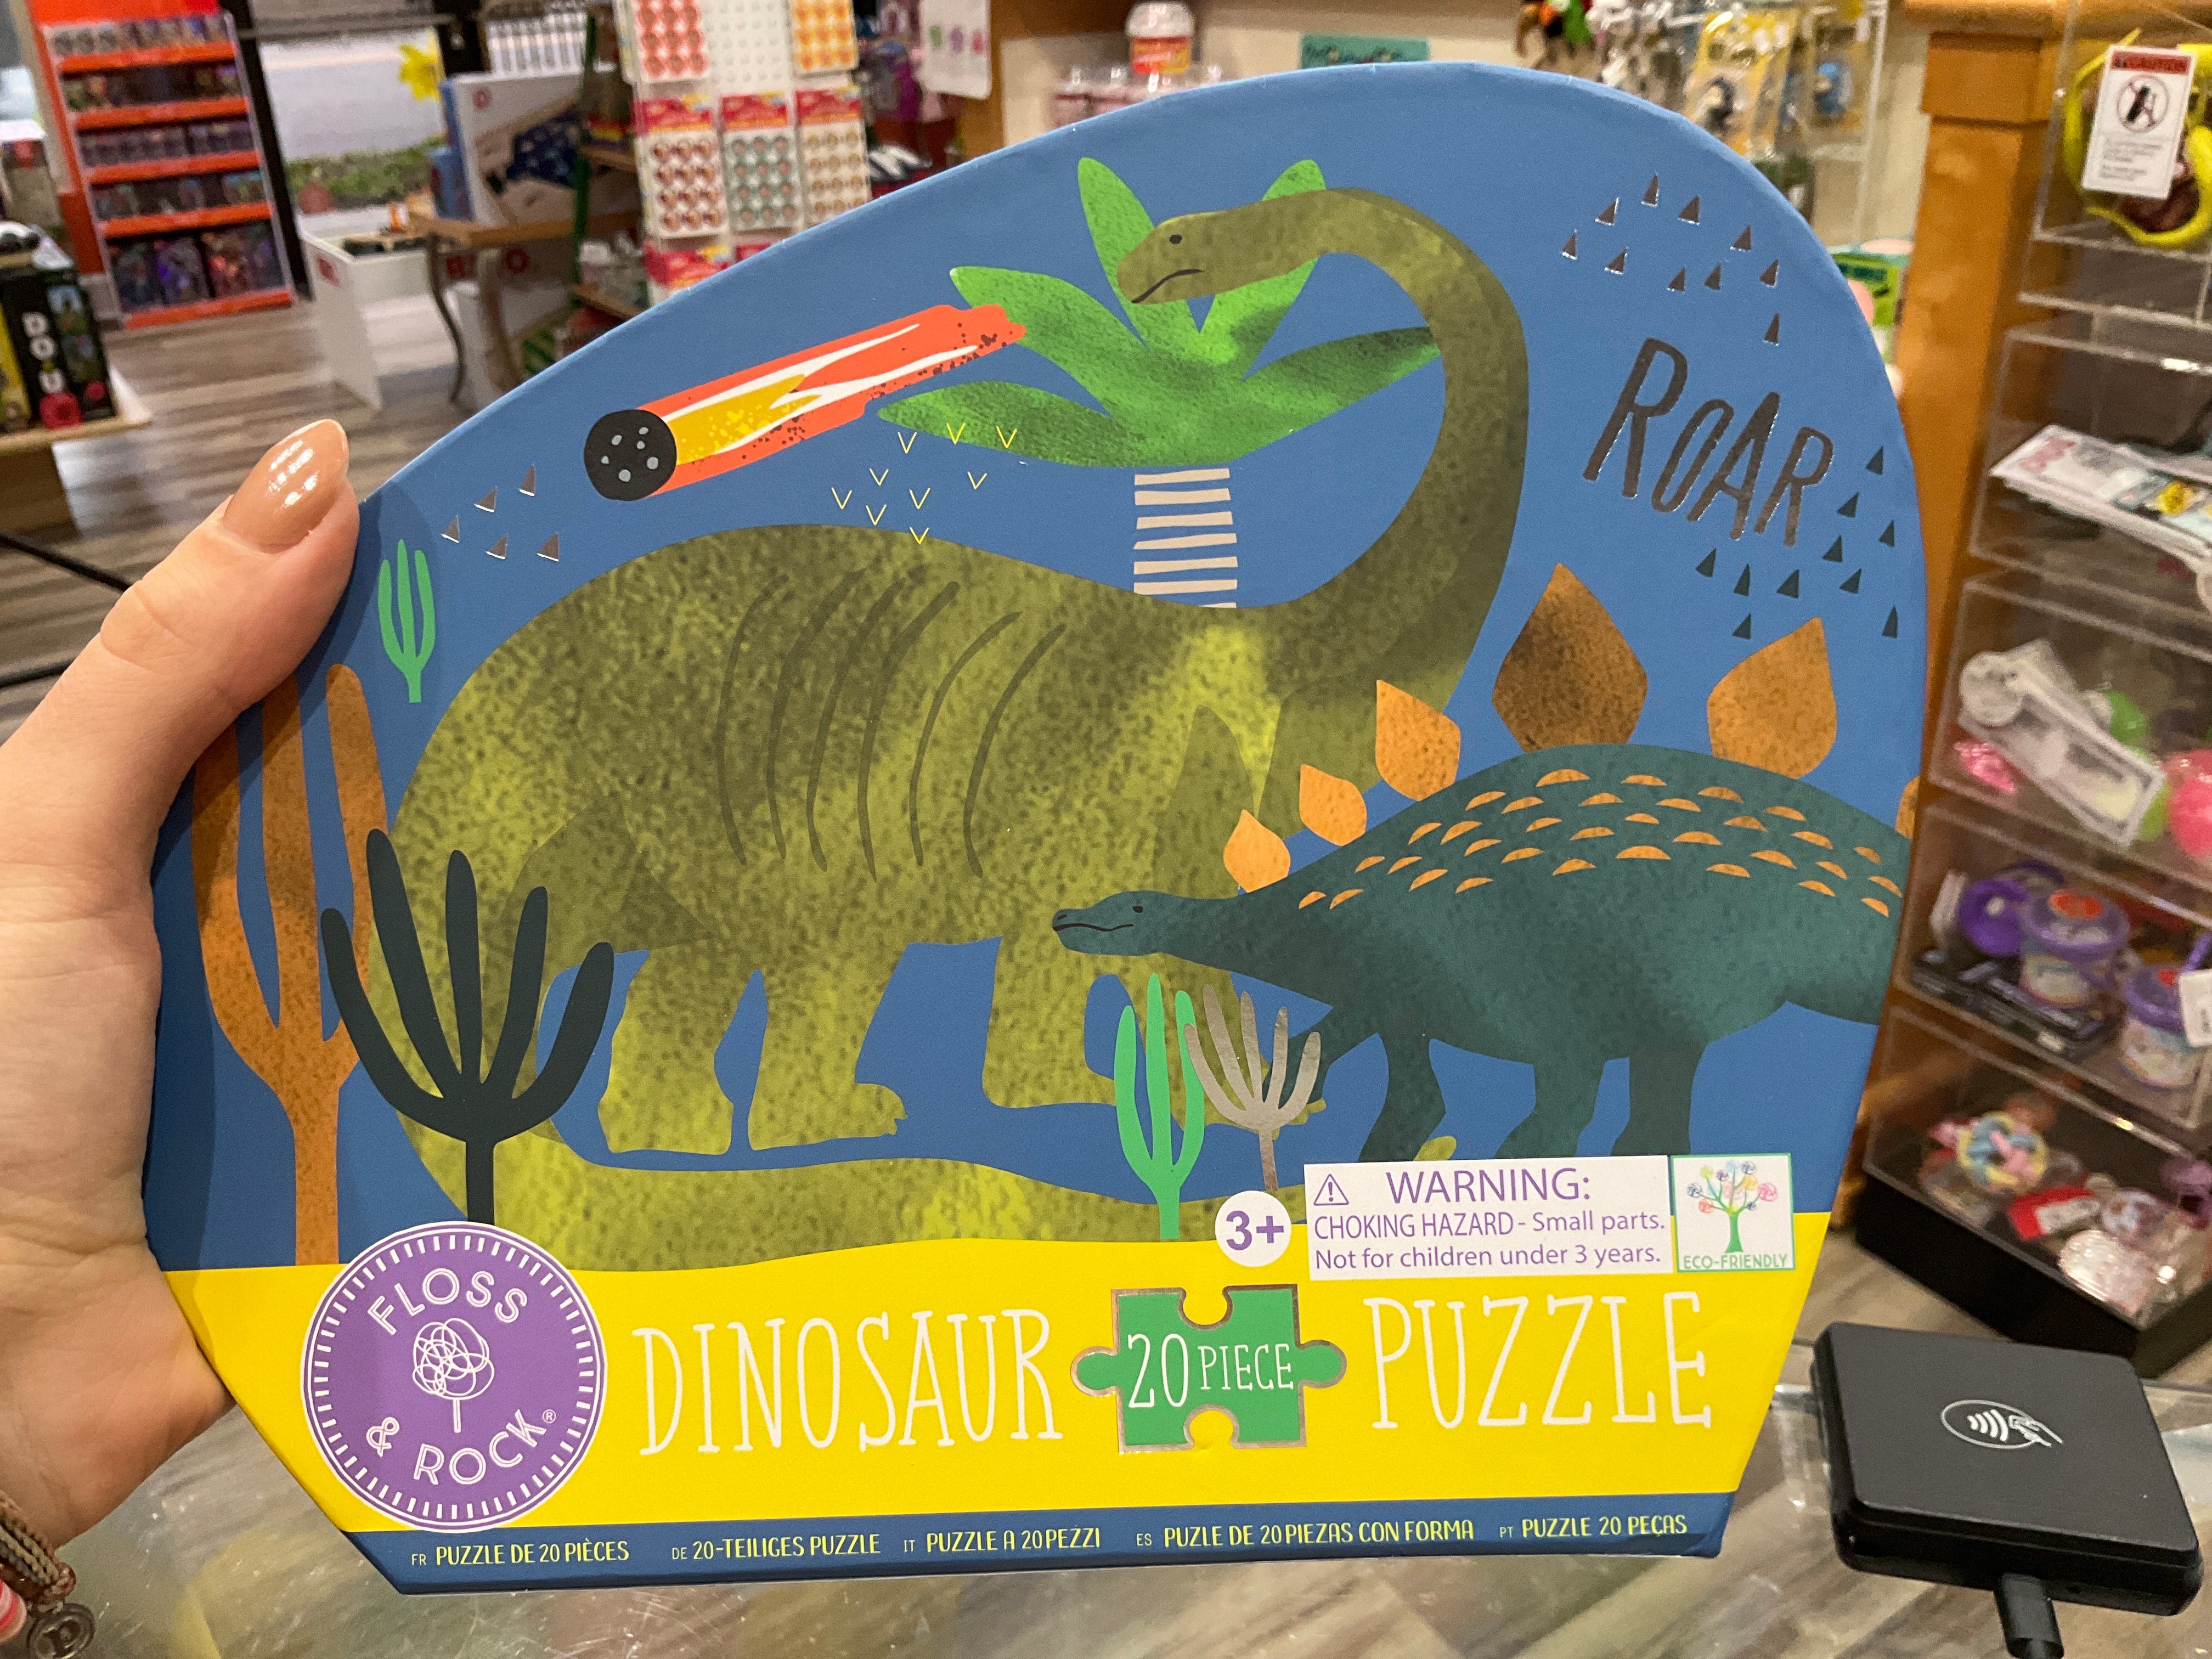 ROAR
3+
⚠ WARNING:
CHOKING HAZARD - Small parts.
Not for children under 3 years.
ECO-FRIENDLY
FLOSS
& ROCK®
DINOSAUR
20 PIECE
PUZZLE
FR PUZZLE DE 20 PIÈCES DE 20-TEILIGES PUZZLE IT PUZZLE A 20 PEZZI ES PUZLE DE 20 PIEZAS CON FORMA PT PUZZLE 20 PEÇAS